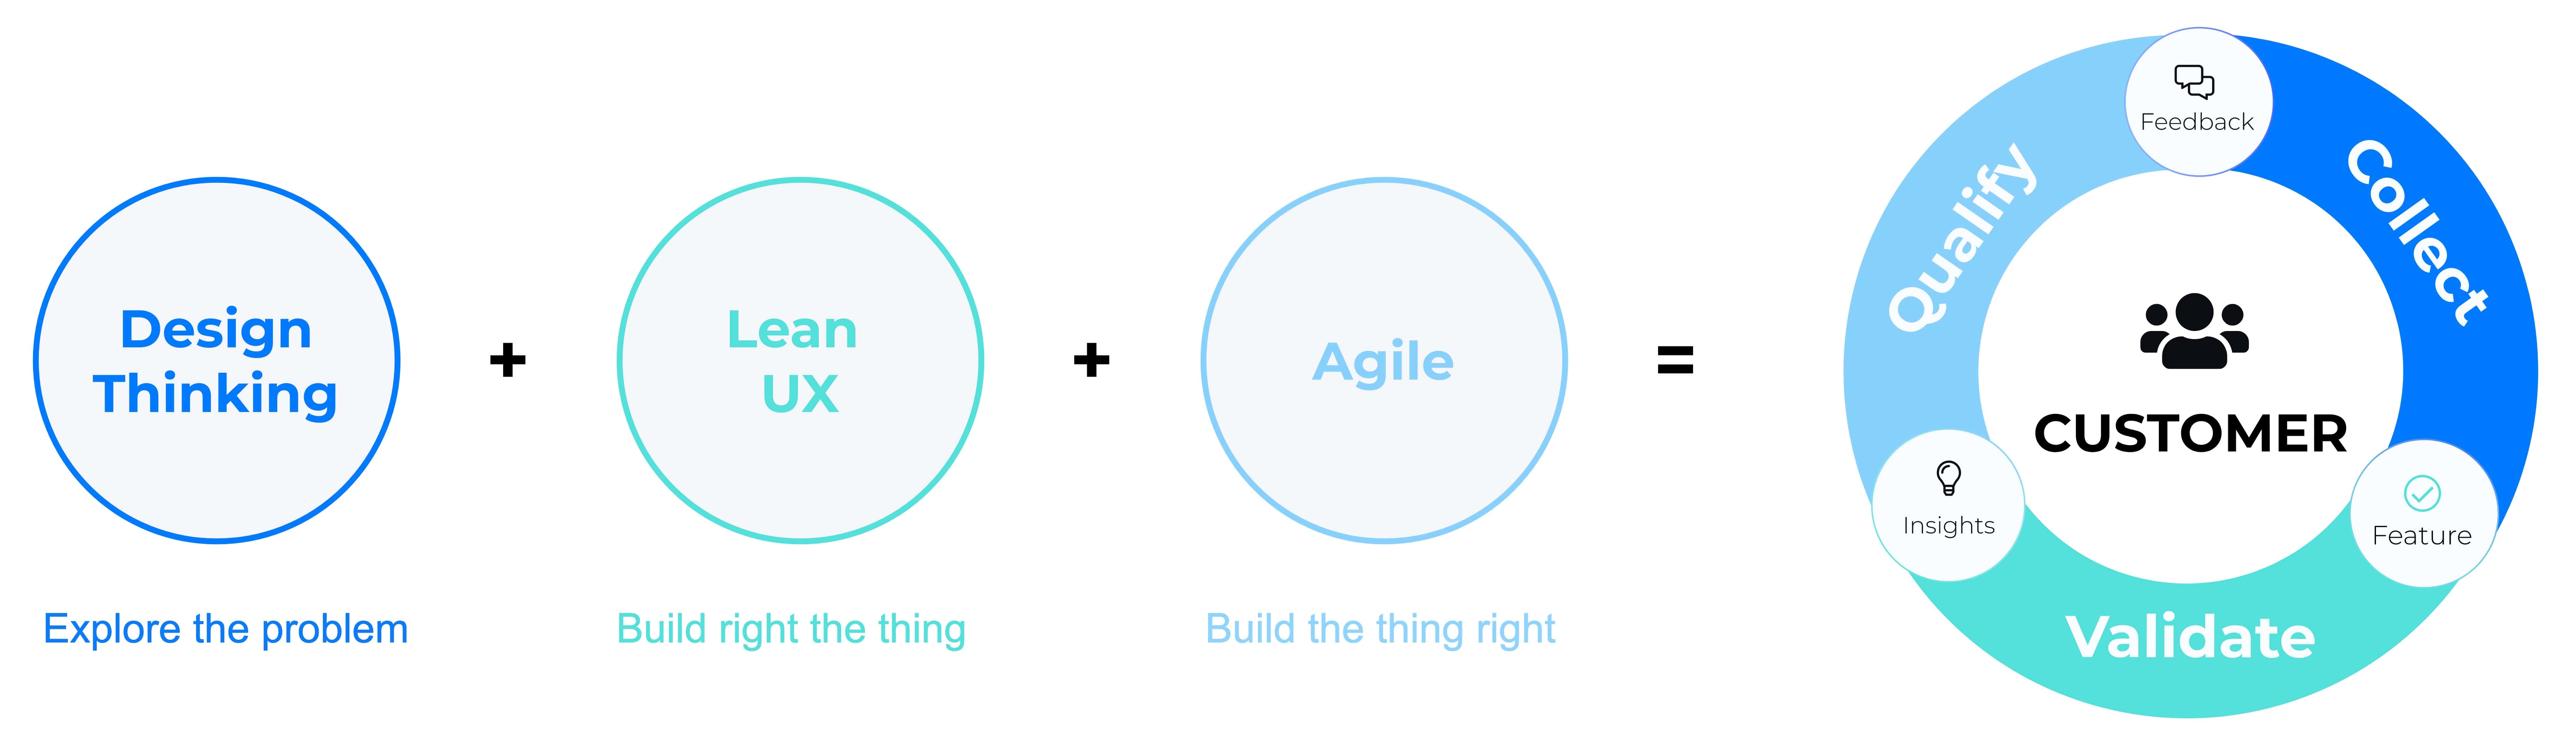 Design
Thinking
+
Lean
UX
+
Agile
=
Explore the problem
Build right the thing
Build the thing right
Feedback
Qualify
Collect
CUSTOMER
Insights
Feature
Validate